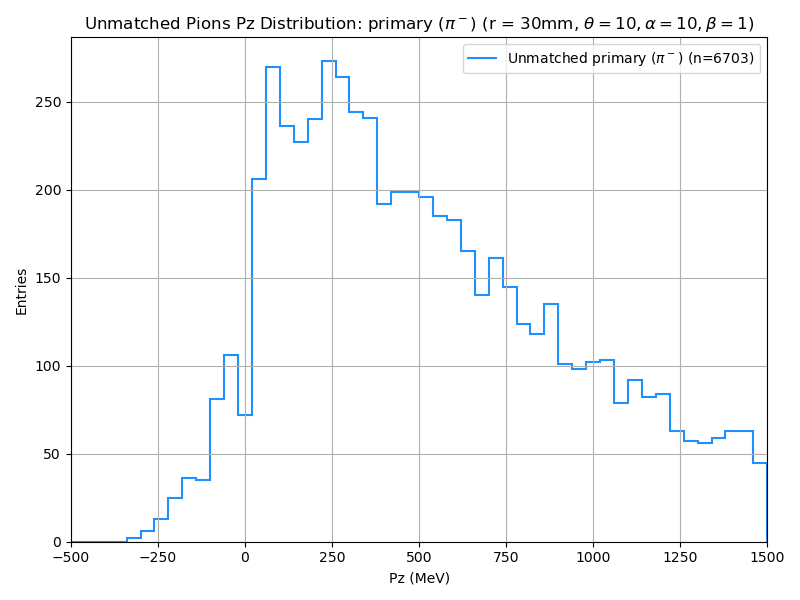 Unmatched Pions Pz Distribution: primary (π⁻) (r = 30mm, θ = 10, α = 10, β = 1)
Unmatched primary (π⁻) (n=6703)
Entries
250
200
150
100
50
0
−500 −250 0 250 500 750 1000 1250 1500
Pz (MeV)